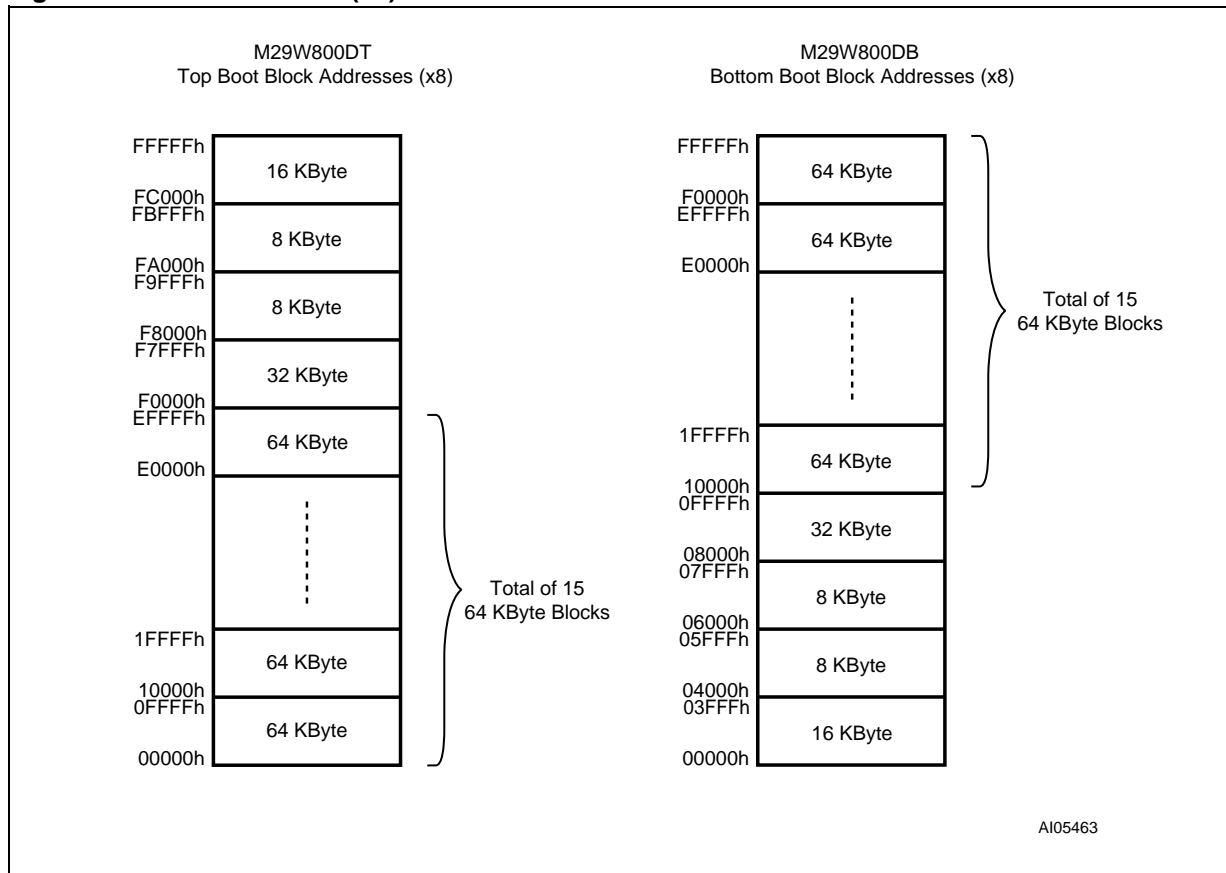 M29W800DT
Top Boot Block Addresses (x8)
FFFFFh
16 KByte
FC000h
FBFFFh
8 KByte
FA000h
F9FFFh
8 KByte
F8000h
F7FFFh
32 KByte
F0000h
EFFFFh
64 KByte
E0000h
Total of 15
64 KByte Blocks
1FFFFh
64 KByte
10000h
0FFFFh
64 KByte
00000h
M29W800DB
Bottom Boot Block Addresses (x8)
FFFFFh
64 KByte
F0000h
EFFFFh
64 KByte
E0000h
Total of 15
64 KByte Blocks
1FFFFh
64 KByte
10000h
0FFFFh
32 KByte
08000h
07FFFh
8 KByte
06000h
05FFFh
8 KByte
04000h
03FFFh
16 KByte
00000h
AI05463